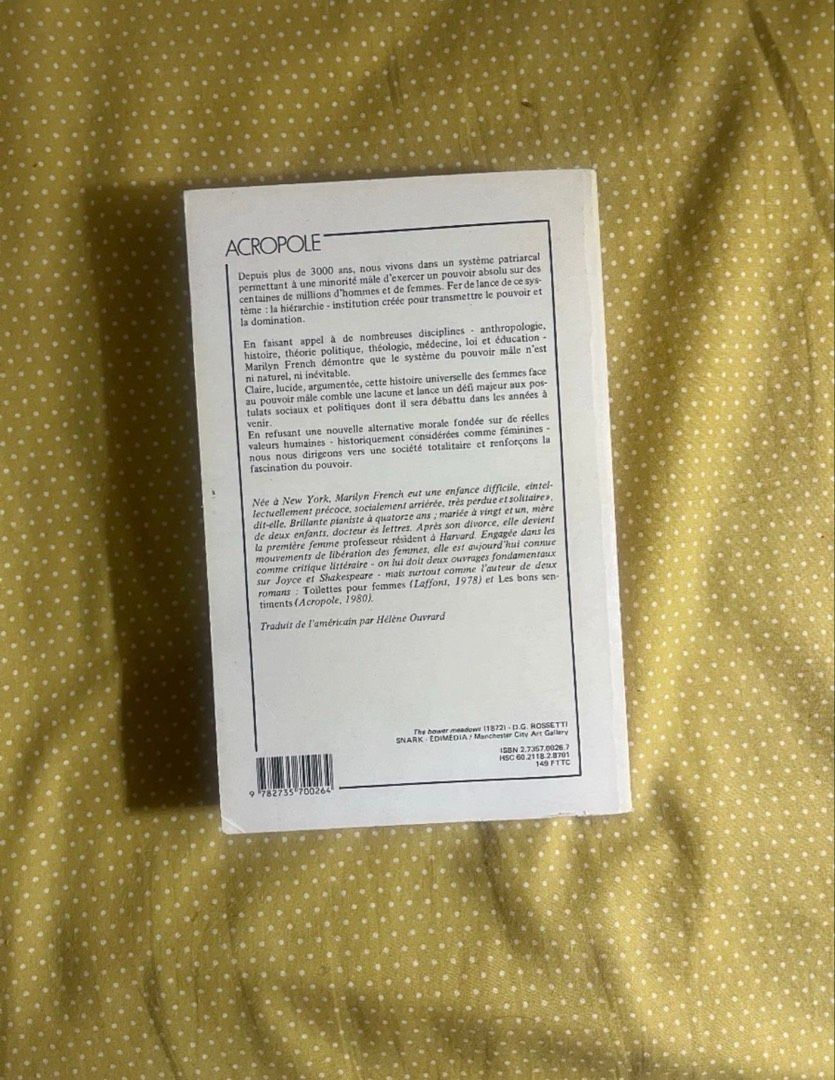 ACROPOLE
Depuis plus de 3000 ans, nous vivons dans un système patriarcal
permettant à une minorité mâle d'exercer un pouvoir absolu sur des
centaines de millions d'hommes et de femmes. Fer de lance de ce sys-
tème : la hiérarchie - institution créée pour transmettre le pouvoir et
la domination.
En faisant appel à de nombreuses disciplines - anthropologie,
histoire, théorie politique, théologie, médecine, loi et éducation -
Marilyn French démontre que le système du pouvoir mâle n'est
ni naturel, ni inévitable.
Claire, lucide, argumentée, cette histoire universelle des femmes face
au pouvoir mâle comble une lacune et lance un défi majeur aux pos-
tulats sociaux et politiques dont il sera débattu dans les années à
venir.
En refusant une nouvelle alternative morale fondée sur de réelles
valeurs humaines - historiquement considérées comme féminines -
nous nous dirigeons vers une société totalitaire et renforçons la
fascination du pouvoir.
Née à New York, Marilyn French eut une enfance difficile, «intel-
lectuellement précoce, socialement arriérée, très perdue et solitaire»,
dit-elle. Brillante pianiste à quatorze ans ; mariée à vingt et un, mère
de deux enfants, docteur ès lettres. Après son divorce, elle devient
la première femme professeur résident à Harvard. Engagée dans les
mouvements de libération des femmes, elle est aujourd'hui connue
comme critique littéraire - on lui doit deux ouvrages fondamentaux
sur Joyce et Shakespeare - mais surtout comme l'auteur de deux
romans : Toilettes pour femmes (Laffont, 1978) et Les bons sen-
timents (Acropole, 1980).
Traduit de l'américain par Hélène Ouvrard
The bower meadows (1872) - D.G. ROSSETTI
SNARK - EDIMEDIA / Manchester City Art Gallery
ISBN 2.7357.0026.7
HSC 60.2118.2.8701
149 F TTC
9 782735 700264